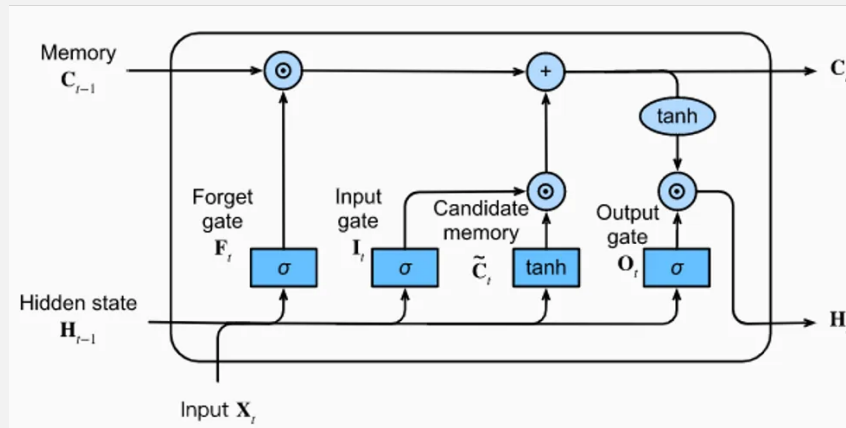 Memory
C_{t-1}
C
tanh
Forget
gate
F_t
Input
gate
I_t
Candidate
memory
C̃_t
Output
gate
O_t
σ
σ
tanh
σ
Hidden state
H_{t-1}
H
Input X_t